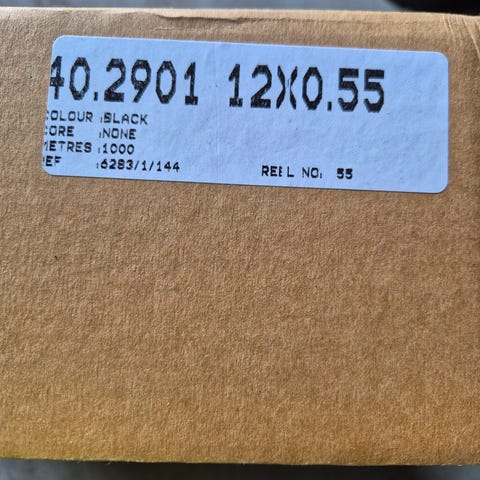 40.2901 12X0.55
COLOUR :BLACK
CORE :NONE
METRES :1000
REF :6283/1/144 REEL NO: 55